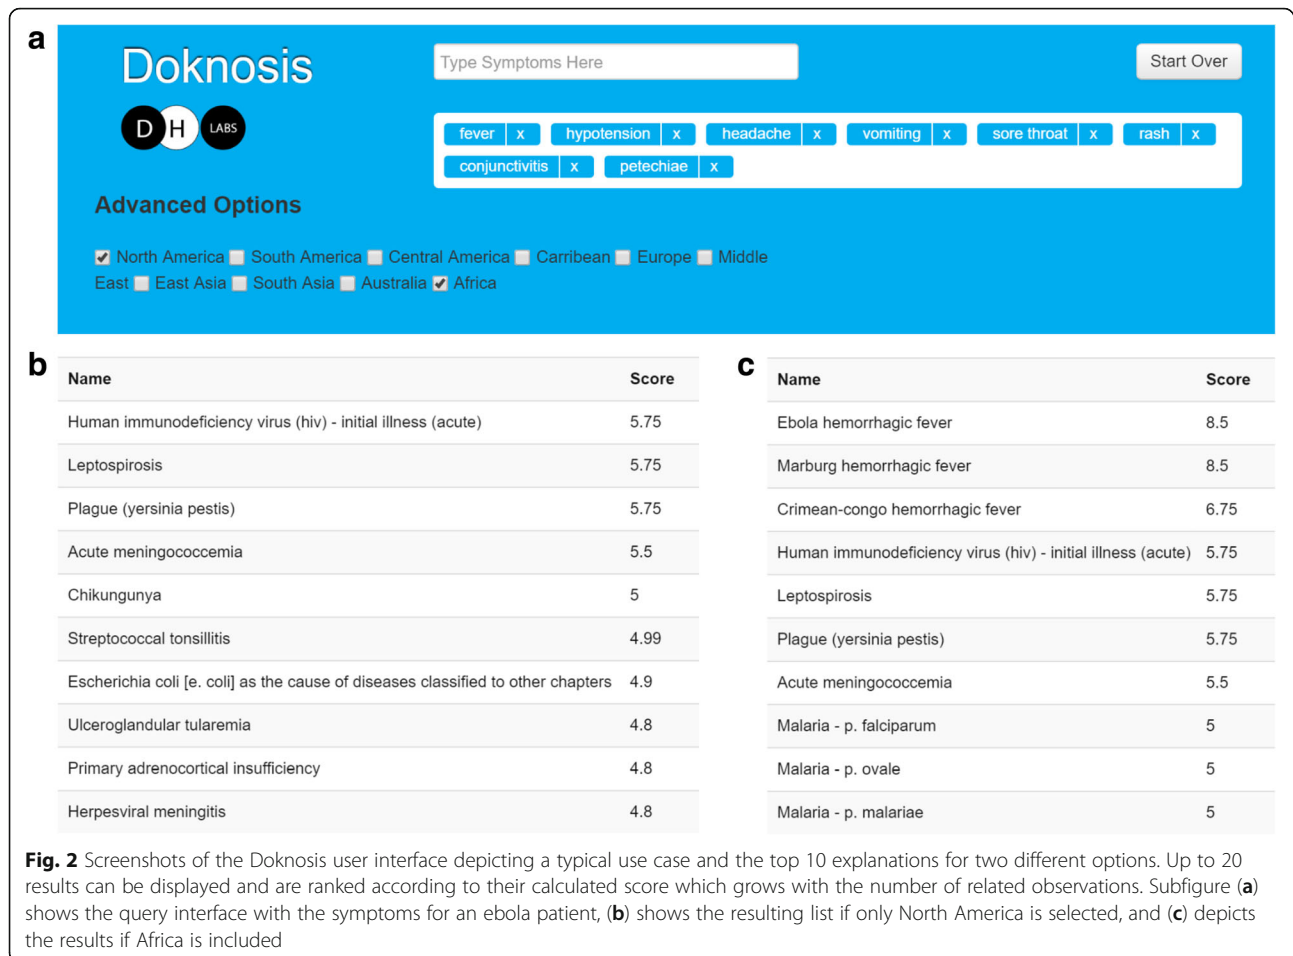 a
Doknosis
Type Symptoms Here
Start Over
D H LABS
fever x hypotension x headache x vomiting x sore throat x rash x
conjunctivitis x petechiae x
Advanced Options
North America South America Central America Carribean Europe Middle
East East Asia South Asia Australia Africa
b
Name Score
Human immunodeficiency virus (hiv) - initial illness (acute) 5.75
Leptospirosis 5.75
Plague (yersinia pestis) 5.75
Acute meningococcemia 5.5
Chikungunya 5
Streptococcal tonsillitis 4.99
Escherichia coli [e. coli] as the cause of diseases classified to other chapters 4.9
Ulceroglandular tularemia 4.8
Primary adrenocortical insufficiency 4.8
Herpesviral meningitis 4.8
c
Name Score
Ebola hemorrhagic fever 8.5
Marburg hemorrhagic fever 8.5
Crimean-congo hemorrhagic fever 6.75
Human immunodeficiency virus (hiv) - initial illness (acute) 5.75
Leptospirosis 5.75
Plague (yersinia pestis) 5.75
Acute meningococcemia 5.5
Malaria - p. falciparum 5
Malaria - p. ovale 5
Malaria - p. malariae 5
Fig. 2 Screenshots of the Doknosis user interface depicting a typical use case and the top 10 explanations for two different options. Up to 20
results can be displayed and are ranked according to their calculated score which grows with the number of related observations. Subfigure (a)
shows the query interface with the symptoms for an ebola patient, (b) shows the resulting list if only North America is selected, and (c) depicts
the results if Africa is included